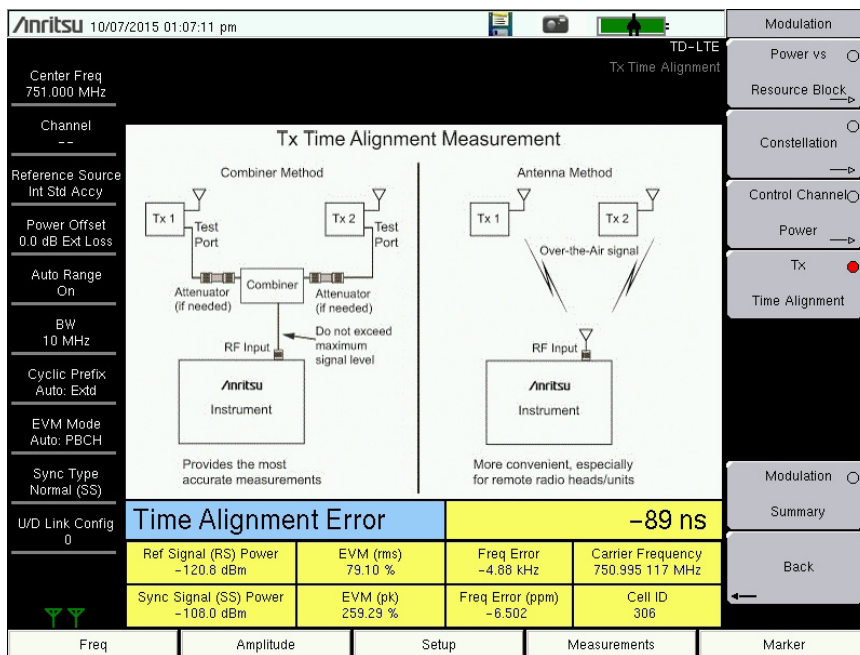 Anritsu 10/07/2015 01:07:11 pm
TD-LTE
Tx Time Alignment
Center Freq
751.000 MHz
Channel
--
Reference Source
Int Std Accy
Power Offset
0.0 dB Ext Loss
Auto Range
On
BW
10 MHz
Cyclic Prefix
Auto: Extd
EVM Mode
Auto: PBCH
Sync Type
Normal (SS)
U/D Link Config
0
Tx Time Alignment Measurement
Combiner Method
Tx 1
Test
Port
Tx 2
Test
Port
Attenuator
(if needed)
Combiner
Attenuator
(if needed)
Do not exceed
maximum
signal level
RF Input
Anritsu
Instrument
Provides the most
accurate measurements
Antenna Method
Tx 1
Tx 2
Over-the-Air signal
RF Input
Anritsu
Instrument
More convenient, especially
for remote radio heads/units
Time Alignment Error
-89 ns
Ref Signal (RS) Power
-120.8 dBm
EVM (rms)
79.10 %
Freq Error
-4.88 kHz
Carrier Frequency
750.995 117 MHz
Sync Signal (SS) Power
-108.0 dBm
EVM (pk)
259.29 %
Freq Error (ppm)
-6.502
Cell ID
306
Modulation
Power vs
Resource Block
Constellation
Control Channel
Power
Tx
Time Alignment
Modulation
Summary
Back
Freq
Amplitude
Setup
Measurements
Marker